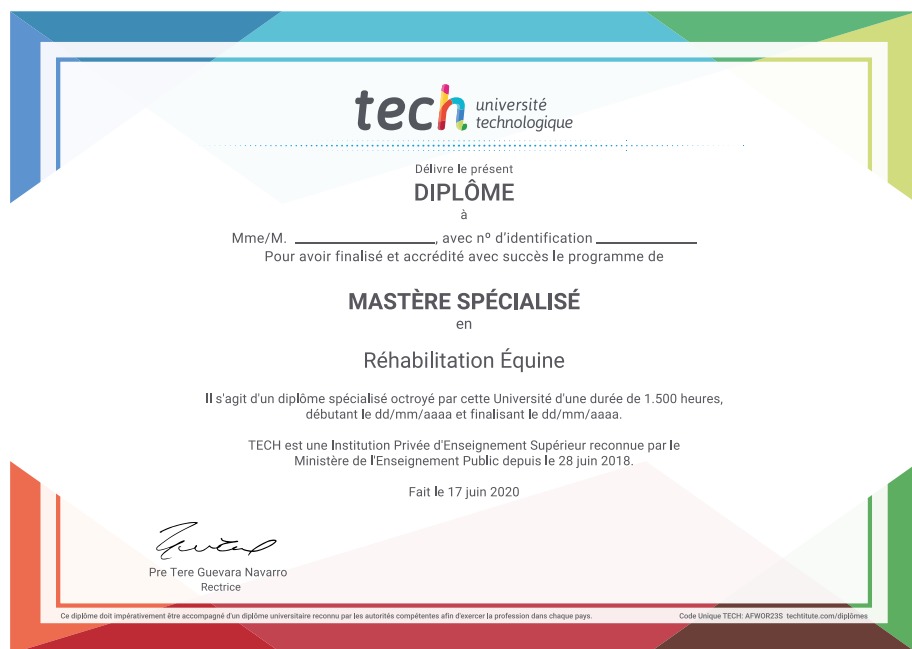 tech université
technologique
Délivre le présent
DIPLÔME
à
Mme/M. ____________, avec nº d'identification ____________
Pour avoir finalisé et accrédité avec succès le programme de
MASTÈRE SPÉCIALISÉ
en
Réhabilitation Équine
Il s'agit d'un diplôme spécialisé octroyé par cette Université d'une durée de 1.500 heures,
débutant le dd/mm/aaaa et finalisant le dd/mm/aaaa.
TECH est une Institution Privée d'Enseignement Supérieur reconnue par le
Ministère de l'Enseignement Public depuis le 28 juin 2018.
Fait le 17 juin 2020
Pre Tere Guevara Navarro
Rectrice
Ce diplôme doit impérativement être accompagné d'un diplôme universitaire reconnu par les autorités compétentes afin d'exercer la profession dans chaque pays.
Code Unique TECH: AFWOR23S techtitute.com/diplômes